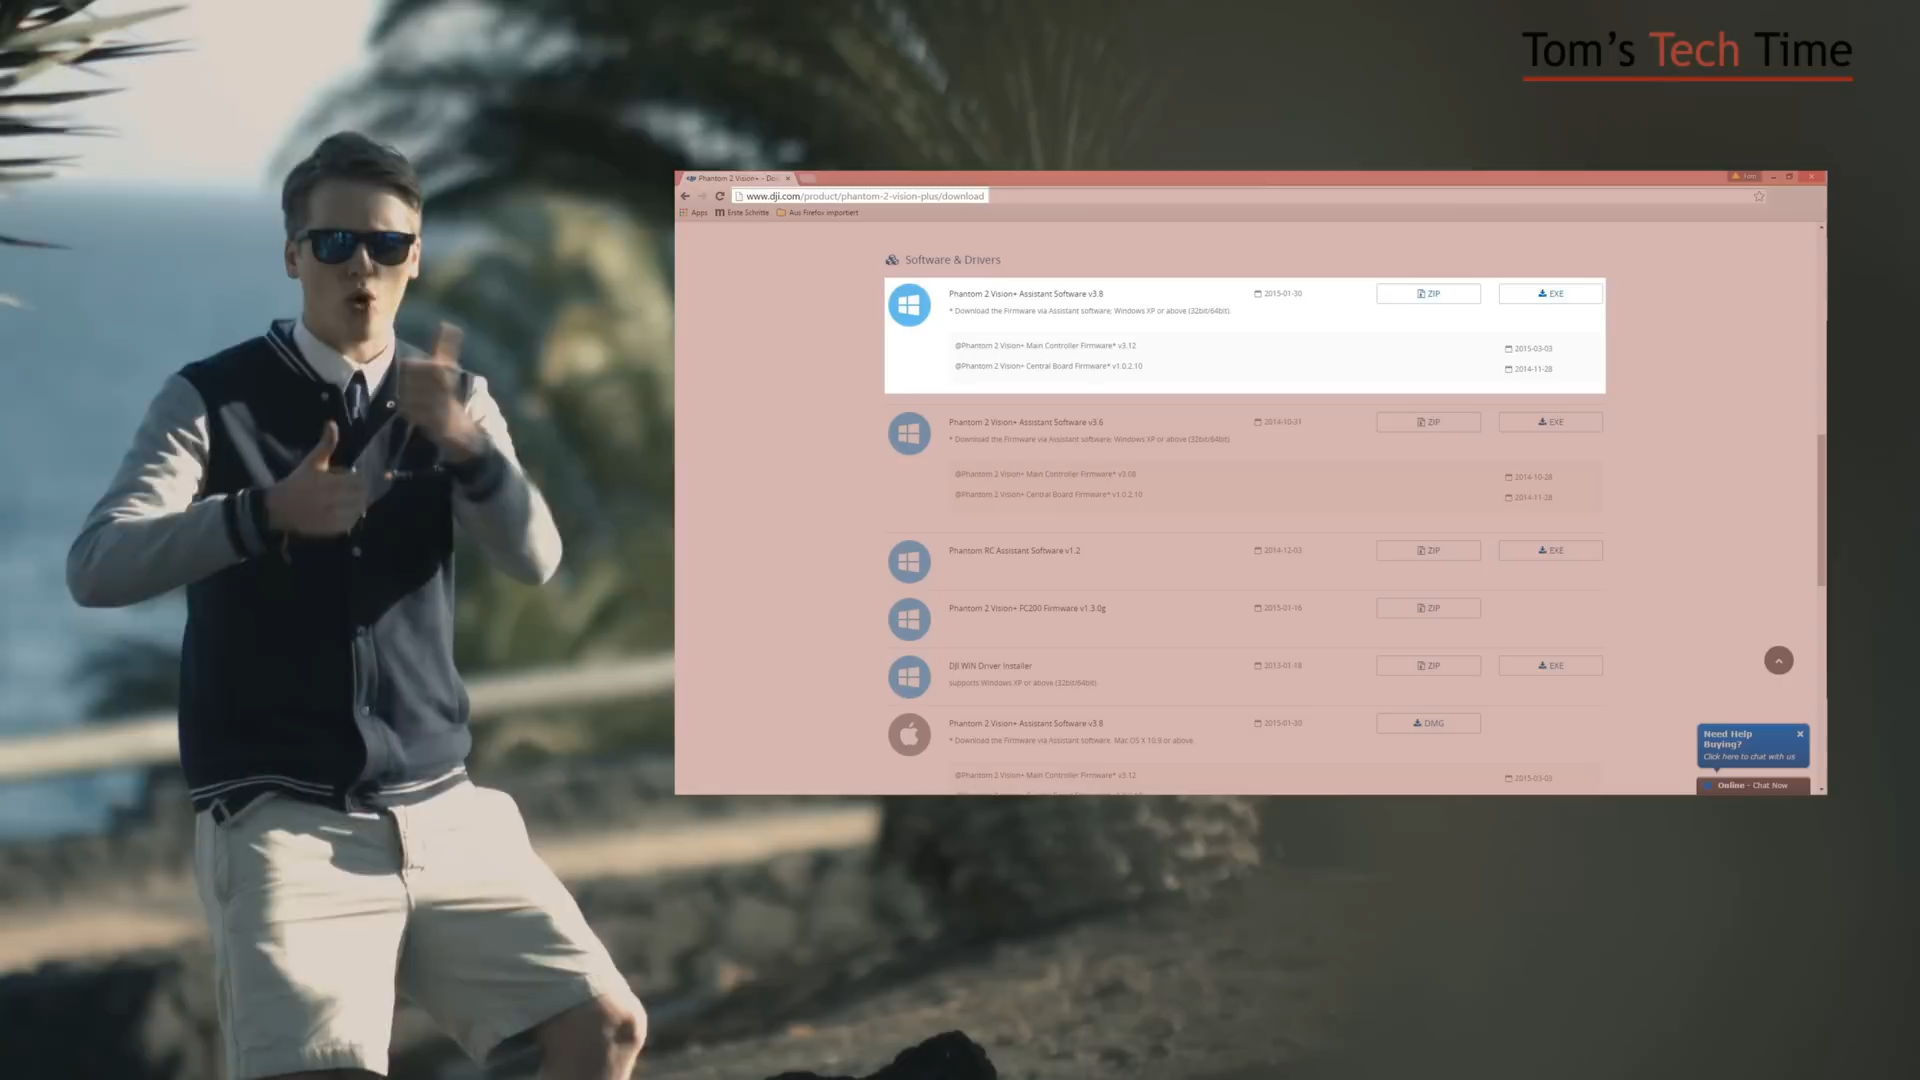 Tom's Tech Time
Phantom 2 Vision+ - Do
Tom
www.dji.com/product/phantom-2-vision-plus/download
Apps
Erste Schritte
Aus Firefox importiert
Software & Drivers
Phantom 2 Vision+ Assistant Software v3.8
2015-01-30
ZIP
EXE
* Download the Firmware via Assistant software; Windows XP or above (32bit/64bit).
@Phantom 2 Vision+ Main Controller Firmware* v3.12
2015-03-03
@Phantom 2 Vision+ Central Board Firmware* v1.0.2.10
2014-11-28
Phantom 2 Vision+ Assistant Software v3.6
2014-10-31
ZIP
EXE
* Download the Firmware via Assistant software; Windows XP or above (32bit/64bit)
@Phantom 2 Vision+ Main Controller Firmware* v3.08
2014-10-28
@Phantom 2 Vision+ Central Board Firmware* v1.0.2.10
2014-11-28
Phantom RC Assistant Software v1.2
2014-12-03
ZIP
EXE
Phantom 2 Vision+ FC200 Firmware v1.3.0g
2015-01-16
ZIP
DJI WIN Driver Installer
2013-01-18
ZIP
EXE
supports Windows XP or above (32bit/64bit)
Phantom 2 Vision+ Assistant Software v3.8
2015-01-30
DMG
* Download the Firmware via Assistant software. Mac OS X 10.9 or above.
@Phantom 2 Vision+ Main Controller Firmware* v3.12
2015-03-03
Need Help
Buying?
Click here to chat with us
Online - Chat Now